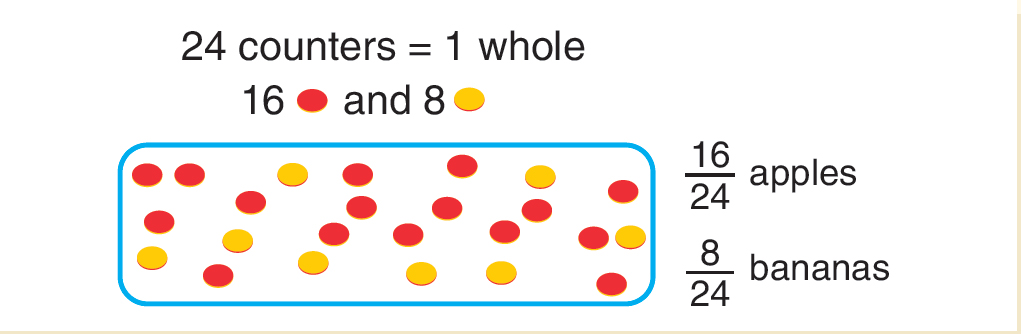 24 counters = 1 whole
16 and 8
16/24 apples
8/24 bananas